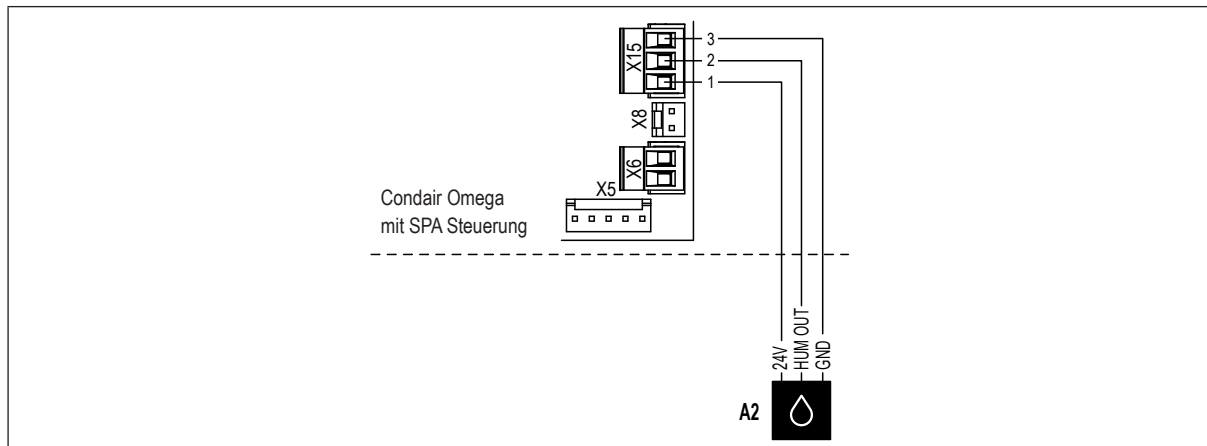 X15
3
2
1
X8
X6
X5
Condair Omega
mit SPA Steuerung
24V
HUM OUT
GND
A2